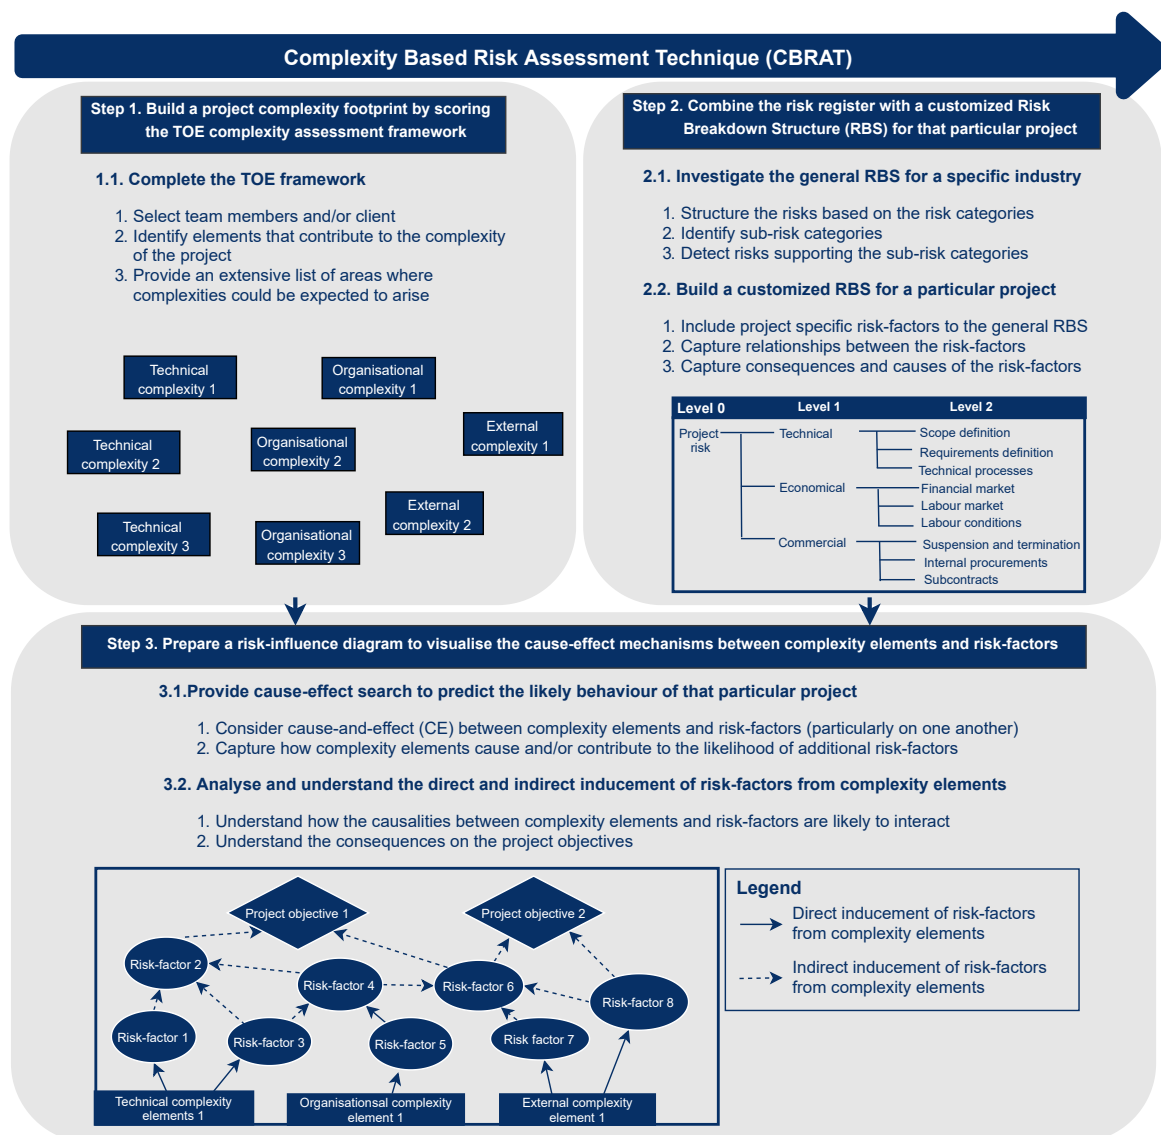 Complexity Based Risk Assessment Technique (CBRAT)
Step 1. Build a project complexity footprint by scoring
the TOE complexity assessment framework
1.1. Complete the TOE framework
1. Select team members and/or client
2. Identify elements that contribute to the complexity
of the project
3. Provide an extensive list of areas where
complexities could be expected to arise
Technical
complexity 1
Organisational
complexity 1
External
complexity 1
Technical
complexity 2
Organisational
complexity 2
External
complexity 2
Technical
complexity 3
Organisational
complexity 3
Step 2. Combine the risk register with a customized Risk
Breakdown Structure (RBS) for that particular project
2.1. Investigate the general RBS for a specific industry
1. Structure the risks based on the risk categories
2. Identify sub-risk categories
3. Detect risks supporting the sub-risk categories
2.2. Build a customized RBS for a particular project
1. Include project specific risk-factors to the general RBS
2. Capture relationships between the risk-factors
3. Capture consequences and causes of the risk-factors
Level 0 Level 1 Level 2
Project
risk
Technical
Scope definition
Requirements definition
Technical processes
Economical
Financial market
Labour market
Labour conditions
Commercial
Suspension and termination
Internal procurements
Subcontracts
Step 3. Prepare a risk-influence diagram to visualise the cause-effect mechanisms between complexity elements and risk-factors
3.1.Provide cause-effect search to predict the likely behaviour of that particular project
1. Consider cause-and-effect (CE) between complexity elements and risk-factors (particularly on one another)
2. Capture how complexity elements cause and/or contribute to the likelihood of additional risk-factors
3.2. Analyse and understand the direct and indirect inducement of risk-factors from complexity elements
1. Understand how the causalities between complexity elements and risk-factors are likely to interact
2. Understand the consequences on the project objectives
Project objective 1
Project objective 2
Risk-factor 2
Risk-factor 4
Risk-factor 6
Risk-factor 8
Risk-factor 1
Risk-factor 3
Risk-factor 5
Risk factor 7
Technical complexity
elements 1
Organisationsal complexity
element 1
External complexity
element 1
Legend
Direct inducement of risk-factors
from complexity elements
Indirect inducement of risk-factors
from complexity elements